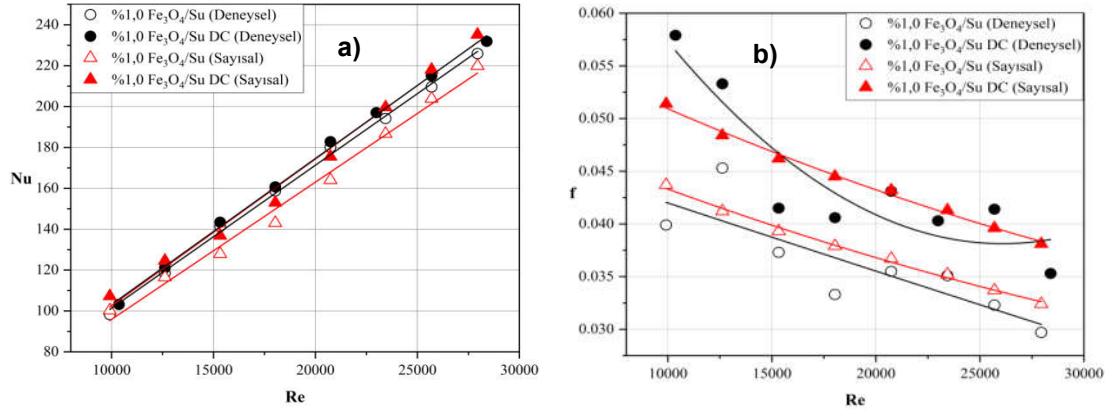 %1,0 Fe₃O₄/Su (Deneysel)
%1,0 Fe₃O₄/Su DC (Deneysel)
%1,0 Fe₃O₄/Su (Sayısal)
%1,0 Fe₃O₄/Su DC (Sayısal)
a)
240
220
200
180
160
140
120
100
80
Nu
10000 15000 20000 25000 30000
Re
%1,0 Fe₃O₄/Su (Deneysel)
%1,0 Fe₃O₄/Su DC (Deneysel)
%1,0 Fe₃O₄/Su (Sayısal)
%1,0 Fe₃O₄/Su DC (Sayısal)
b)
0.060
0.055
0.050
0.045
0.040
0.035
0.030
f
10000 15000 20000 25000 30000
Re